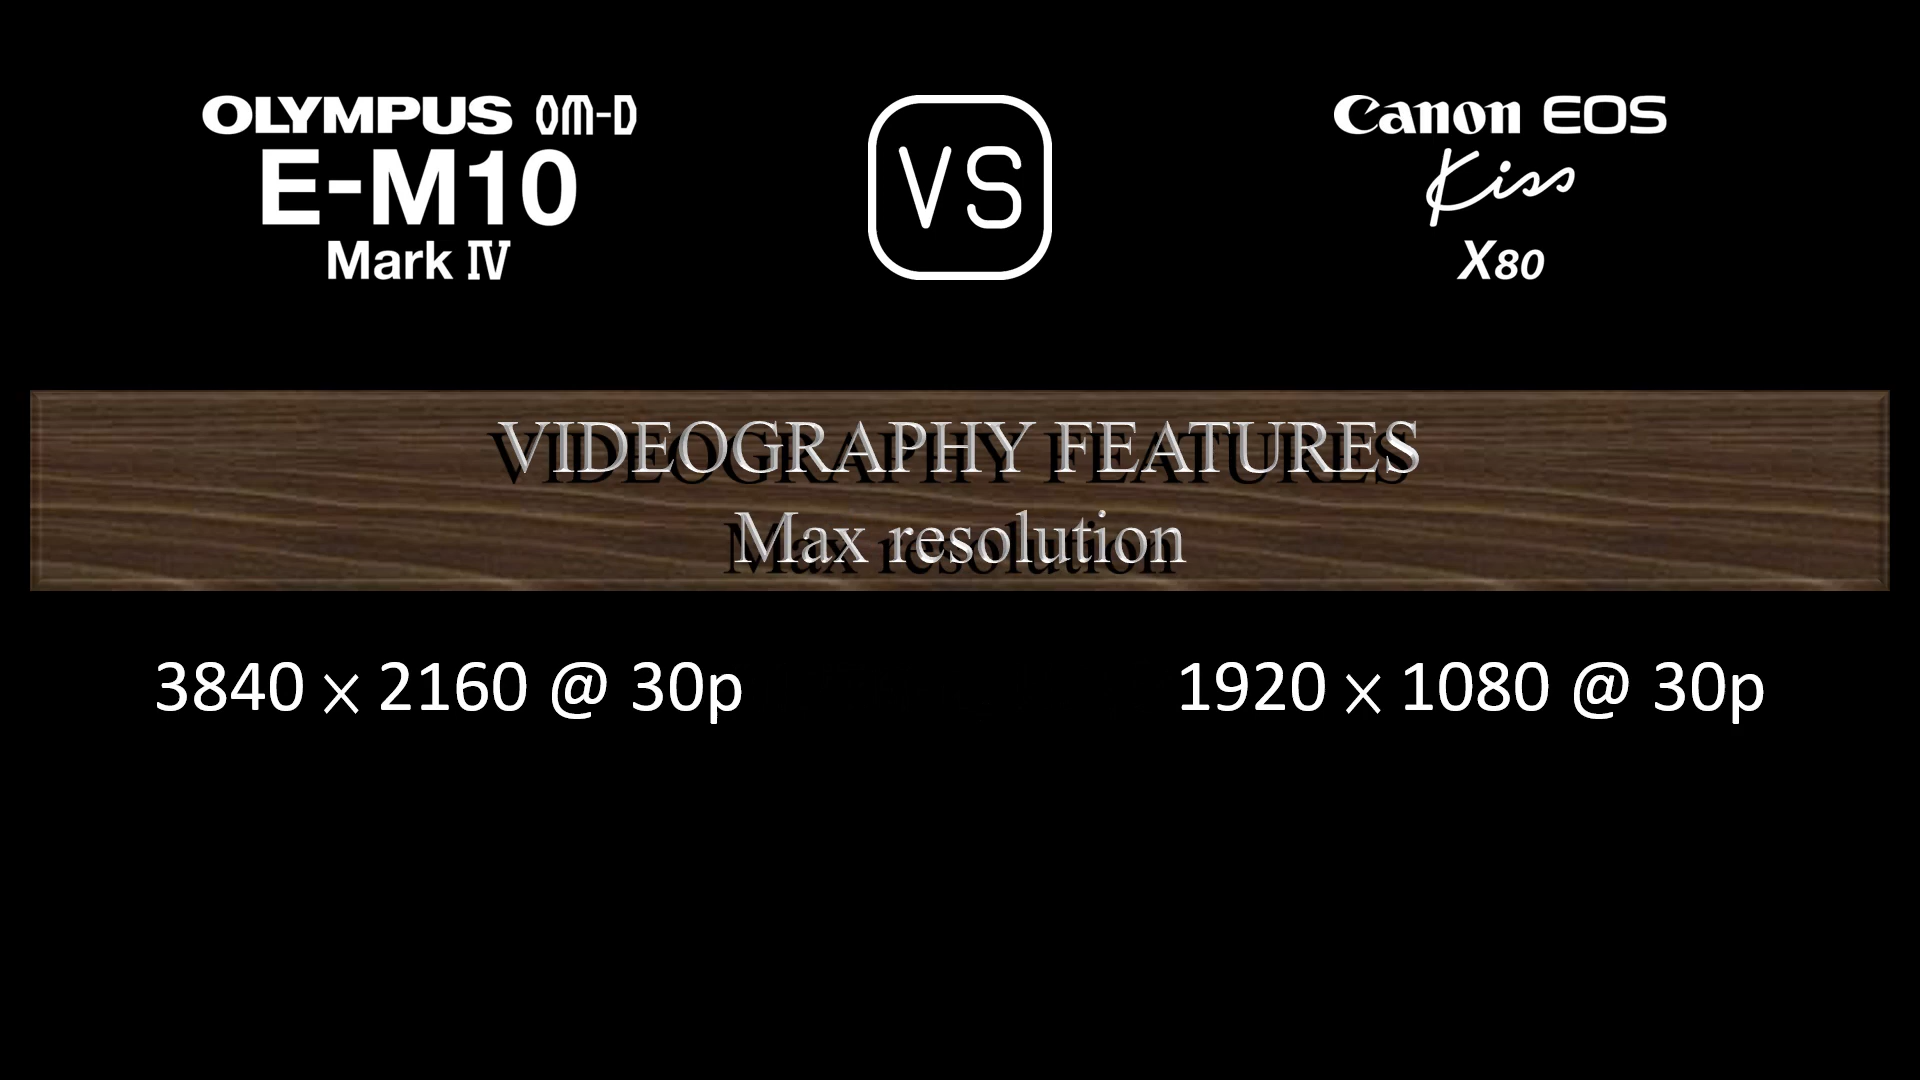 OLYMPUS OM-D
E-M10
Mark IV
VS
Canon EOS
Kiss
X80
VIDEOGRAPHY FEATURES
Max resolution
3840 x 2160 @ 30p
1920 x 1080 @ 30p